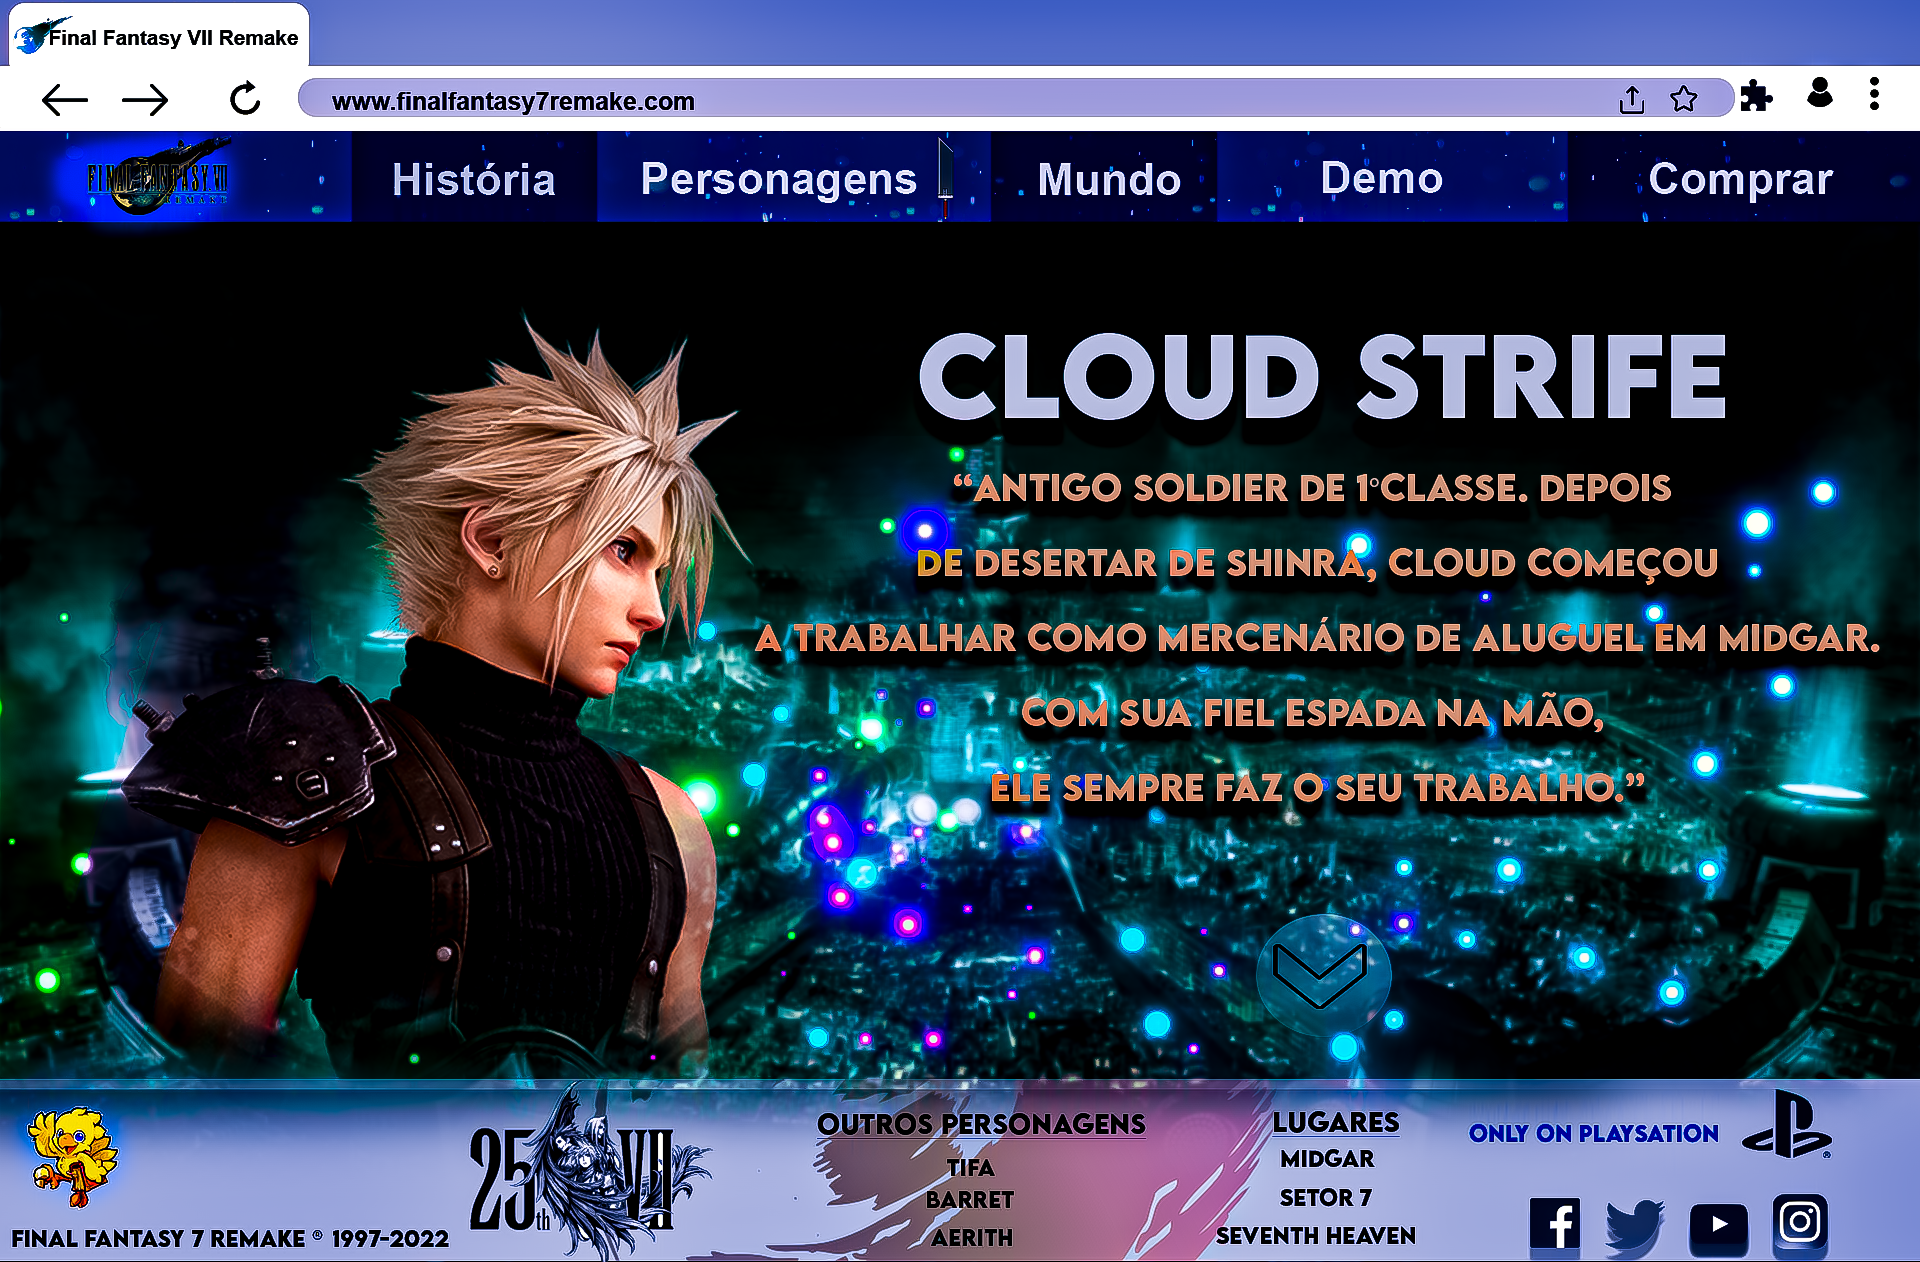 Final Fantasy VII Remake
www.finalfantasy7remake.com
FINAL FANTASY VII
REMAKE
História
Personagens
Mundo
Demo
Comprar
CLOUD STRIFE
“ANTIGO SOLDIER DE 1ºCLASSE. DEPOIS
DE DESERTAR DE SHINRA, CLOUD COMEÇOU
A TRABALHAR COMO MERCENÁRIO DE ALUGUEL EM MIDGAR.
COM SUA FIEL ESPADA NA MÃO,
ELE SEMPRE FAZ O SEU TRABALHO.”
FINAL FANTASY 7 REMAKE ® 1997-2022
25th VII
OUTROS PERSONAGENS
TIFA
BARRET
AERITH
LUGARES
MIDGAR
SETOR 7
SEVENTH HEAVEN
ONLY ON PLAYSATION